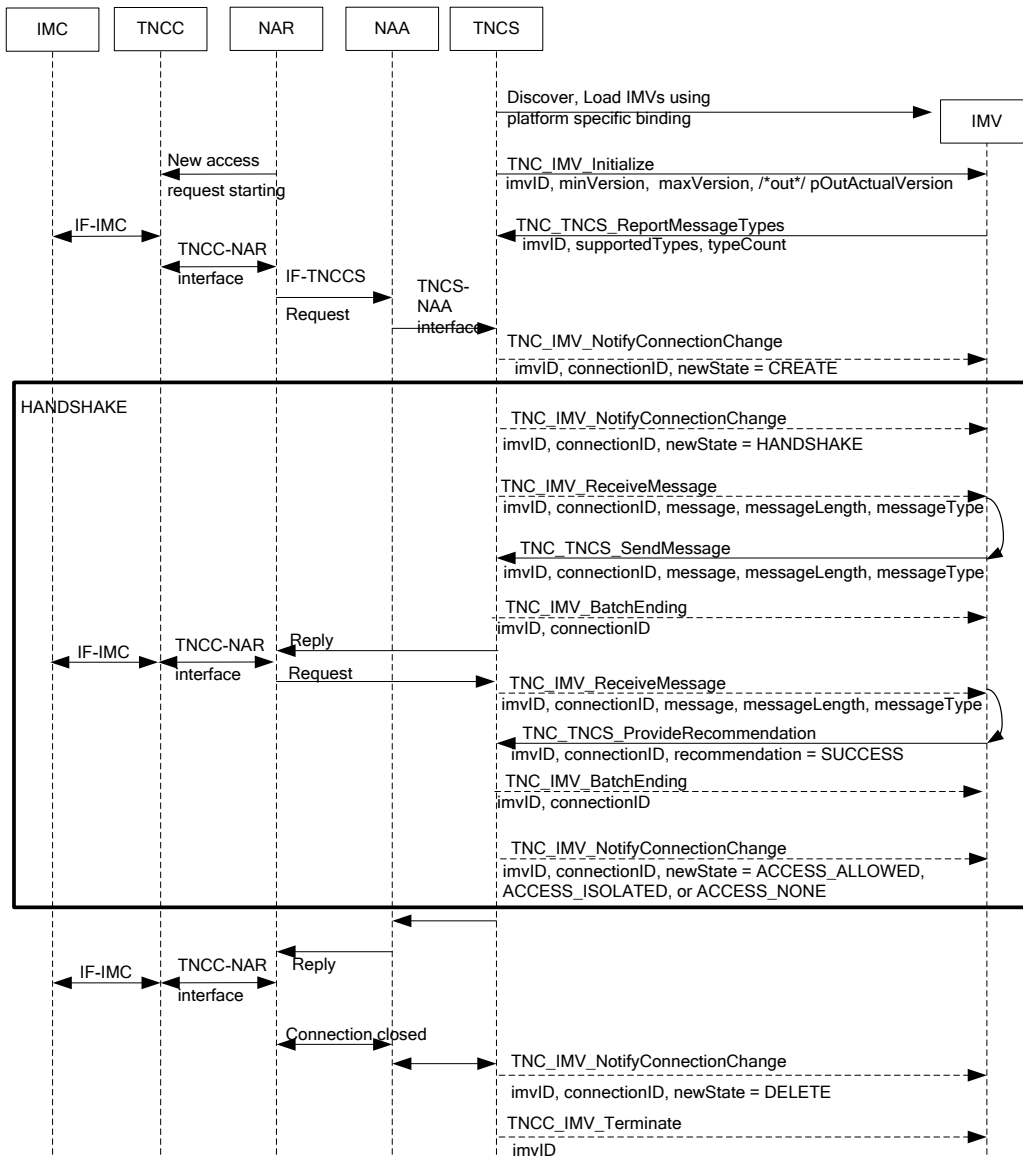 IMC
TNCC
NAR
NAA
TNCS
Discover, Load IMVs using
platform specific binding
IMV
New access
request starting
TNC_IMV_Initialize
imvID, minVersion,  maxVersion, /*out*/ pOutActualVersion
IF-IMC
TNC_TNCS_ReportMessageTypes
imvID, supportedTypes, typeCount
TNCC-NAR
interface
IF-TNCCS
Request
TNCS-
NAA
interface
TNC_IMV_NotifyConnectionChange
imvID, connectionID, newState = CREATE
HANDSHAKE
TNC_IMV_NotifyConnectionChange
imvID, connectionID, newState = HANDSHAKE
TNC_IMV_ReceiveMessage
imvID, connectionID, message, messageLength, messageType
TNC_TNCS_SendMessage
imvID, connectionID, message, messageLength, messageType
TNC_IMV_BatchEnding
imvID, connectionID
IF-IMC
TNCC-NAR
interface
Reply
Request
TNC_IMV_ReceiveMessage
imvID, connectionID, message, messageLength, messageType
TNC_TNCS_ProvideRecommendation
imvID, connectionID, recommendation = SUCCESS
TNC_IMV_BatchEnding
imvID, connectionID
TNC_IMV_NotifyConnectionChange
imvID, connectionID, newState = ACCESS_ALLOWED,
ACCESS_ISOLATED, or ACCESS_NONE
IF-IMC
TNCC-NAR
interface
Reply
Connection closed
TNC_IMV_NotifyConnectionChange
imvID, connectionID, newState = DELETE
TNCC_IMV_Terminate
imvID